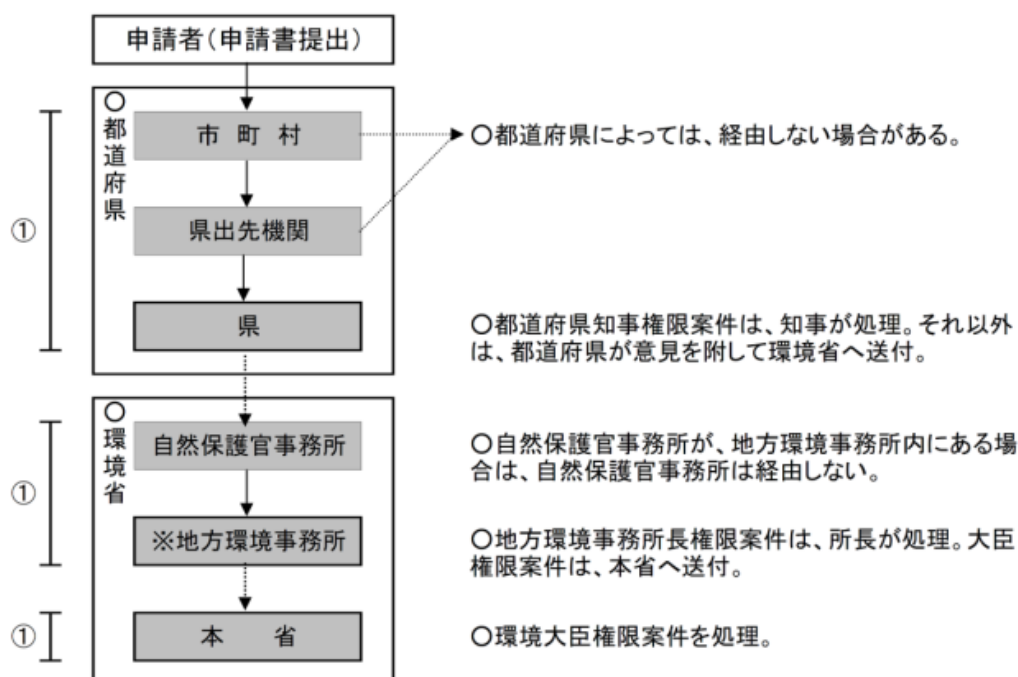 申請者（申請書提出）
○都道府県
①
市 町 村
○都道府県によっては、経由しない場合がある。
県出先機関
県
○都道府県知事権限案件は、知事が処理。それ以外
は、都道府県が意見を附して環境省へ送付。
○環境省
①
自然保護官事務所
○自然保護官事務所が、地方環境事務所内にある場
合は、自然保護官事務所は経由しない。
※地方環境事務所
○地方環境事務所長権限案件は、所長が処理。大臣
権限案件は、本省へ送付。
①
本 省
○環境大臣権限案件を処理。